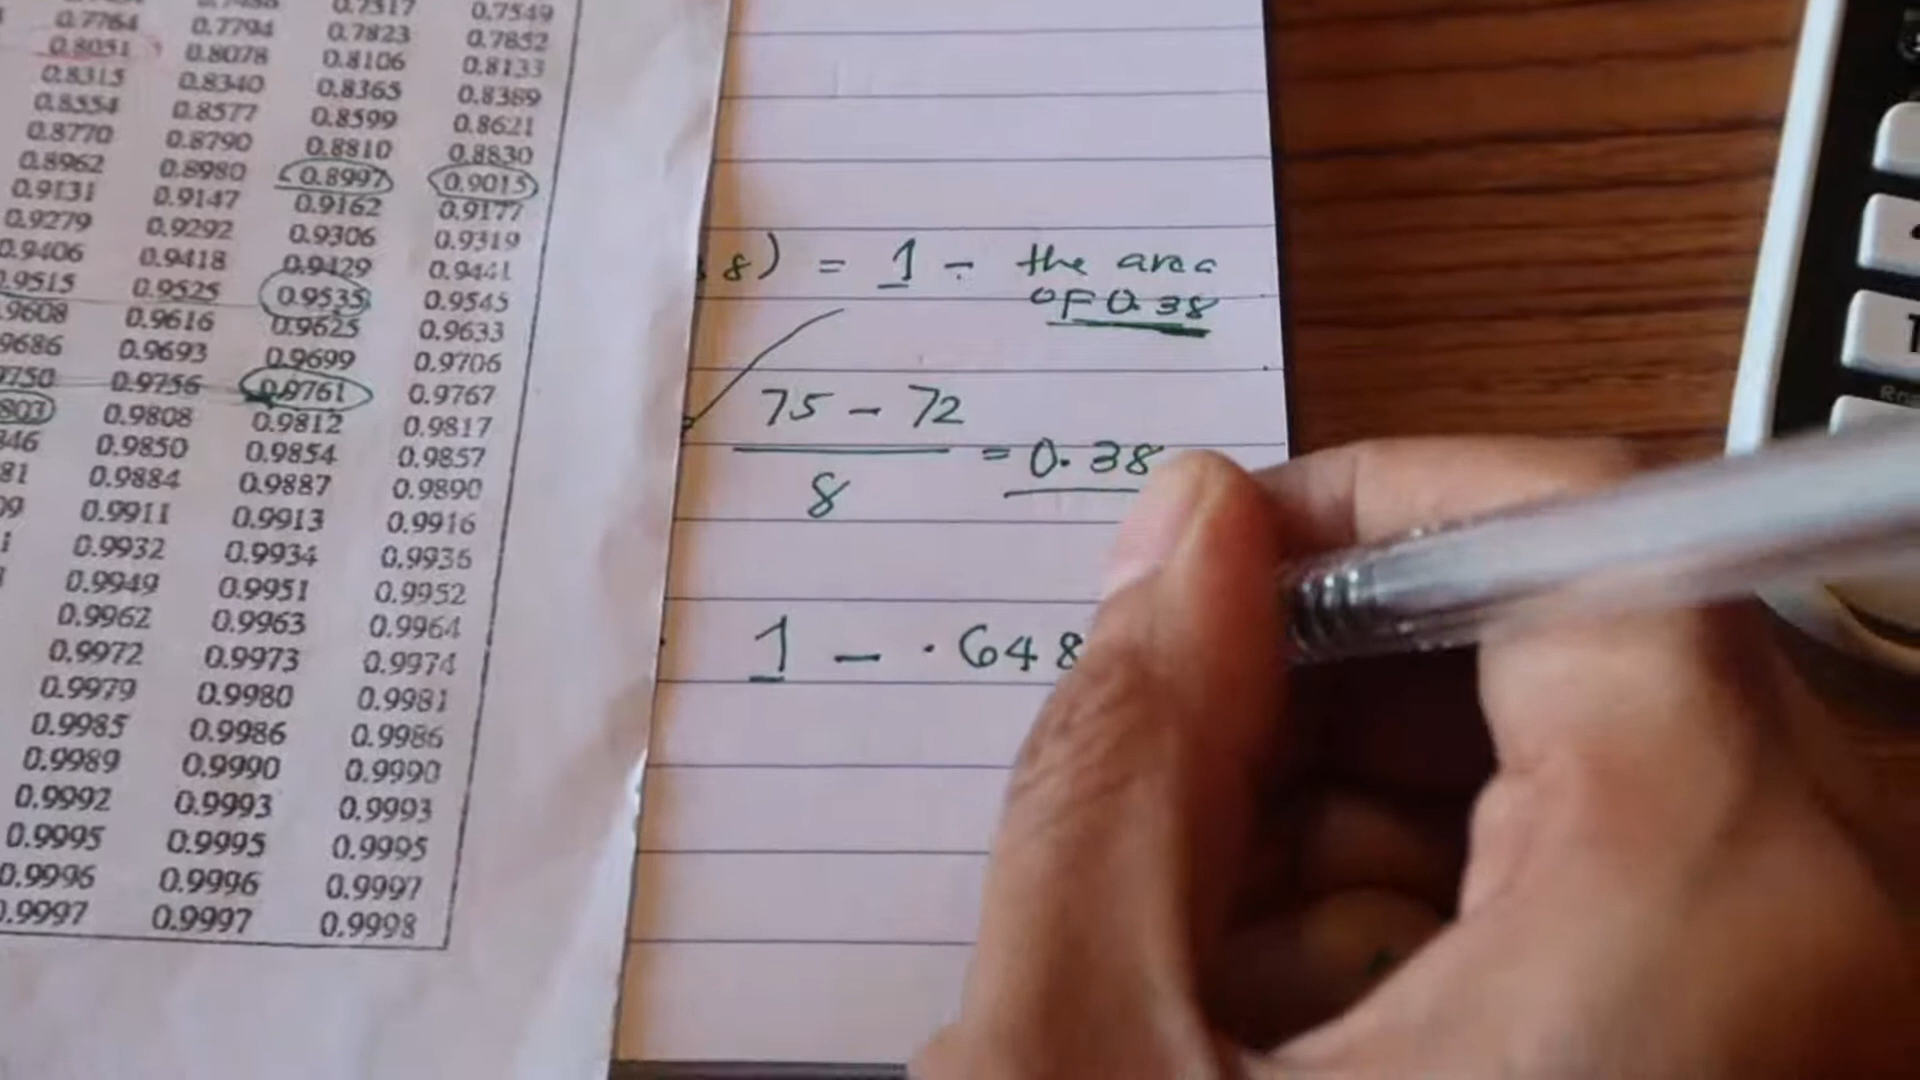 0.7517 0.7549
0.7764 0.7794 0.7823 0.7852
0.8051 0.8078 0.8106 0.8133
0.8315 0.8340 0.8365 0.8389
0.8554 0.8577 0.8599 0.8621
0.8770 0.8790 0.8810 0.8830
0.8962 0.8980 0.8997 0.9015
0.9131 0.9147 0.9162 0.9177
0.9279 0.9292 0.9306 0.9319
0.9406 0.9418 0.9429 0.9441
0.9515 0.9525 0.9535 0.9545
.9608 0.9616 0.9625 0.9633
9686 0.9693 0.9699 0.9706
9750 0.9756 0.9761 0.9767
803 0.9808 0.9812 0.9817
846 0.9850 0.9854 0.9857
81 0.9884 0.9887 0.9890
09 0.9911 0.9913 0.9916
0.9932 0.9934 0.9936
0.9949 0.9951 0.9952
0.9962 0.9963 0.9964
0.9972 0.9973 0.9974
0.9979 0.9980 0.9981
0.9985 0.9986 0.9986
0.9989 0.9990 0.9990
0.9992 0.9993 0.9993
0.9995 0.9995 0.9995
0.9996 0.9996 0.9997
0.9997 0.9997 0.9998
8) = 1 - the area
of 0.38
75 - 72
= 0.38
8
1 - .648